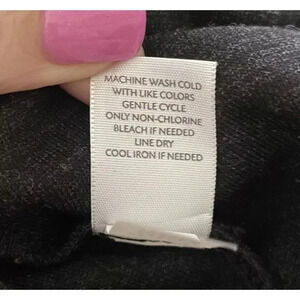 MACHINE WASH COLD
WITH LIKE COLORS
GENTLE CYCLE
ONLY NON-CHLORINE
BLEACH IF NEEDED
LINE DRY
COOL IRON IF NEEDED